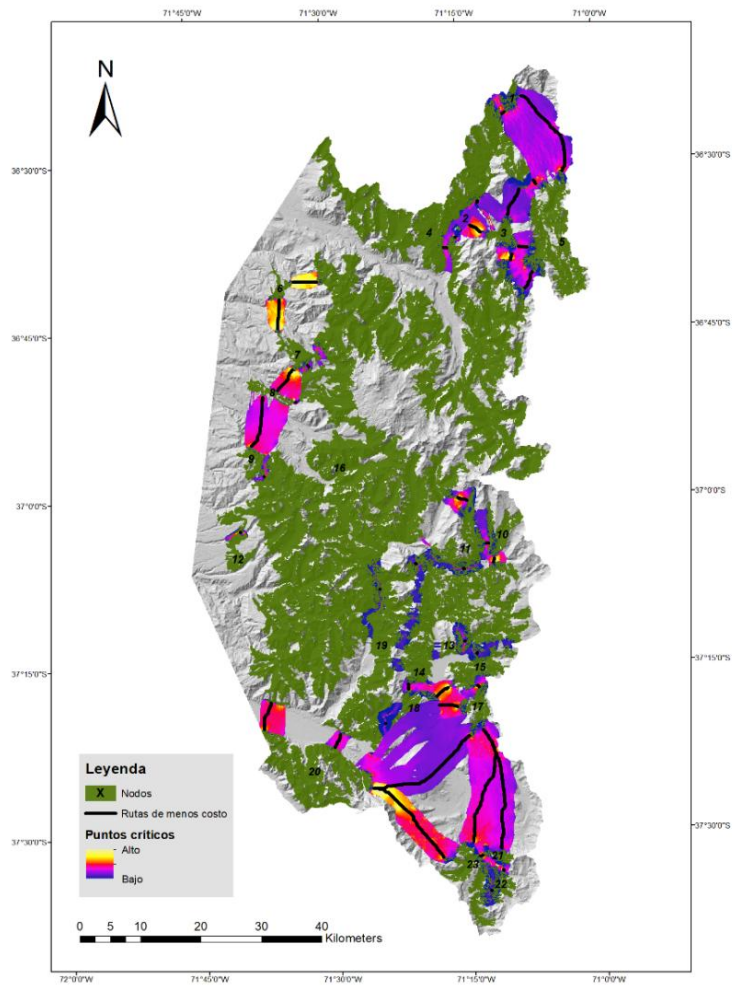 71°45'0"W 71°30'0"W 71°15'0"W 71°0'0"W
N
1
36°30'0"S 36°30'0"S
2
4 3 5
6
36°45'0"S 36°45'0"S
7
8
9 16
37°0'0"S 37°0'0"S
10
11
12
13
19
37°15'0"S 14 15 37°15'0"S
18 17
Leyenda
X Nodos
Rutas de menos costo
Puntos críticos
Alto
Bajo
20
37°30'0"S 37°30'0"S
21
23
22
0 5 10 20 30 40
Kilometers
72°0'0"W 71°45'0"W 71°30'0"W 71°15'0"W 71°0'0"W